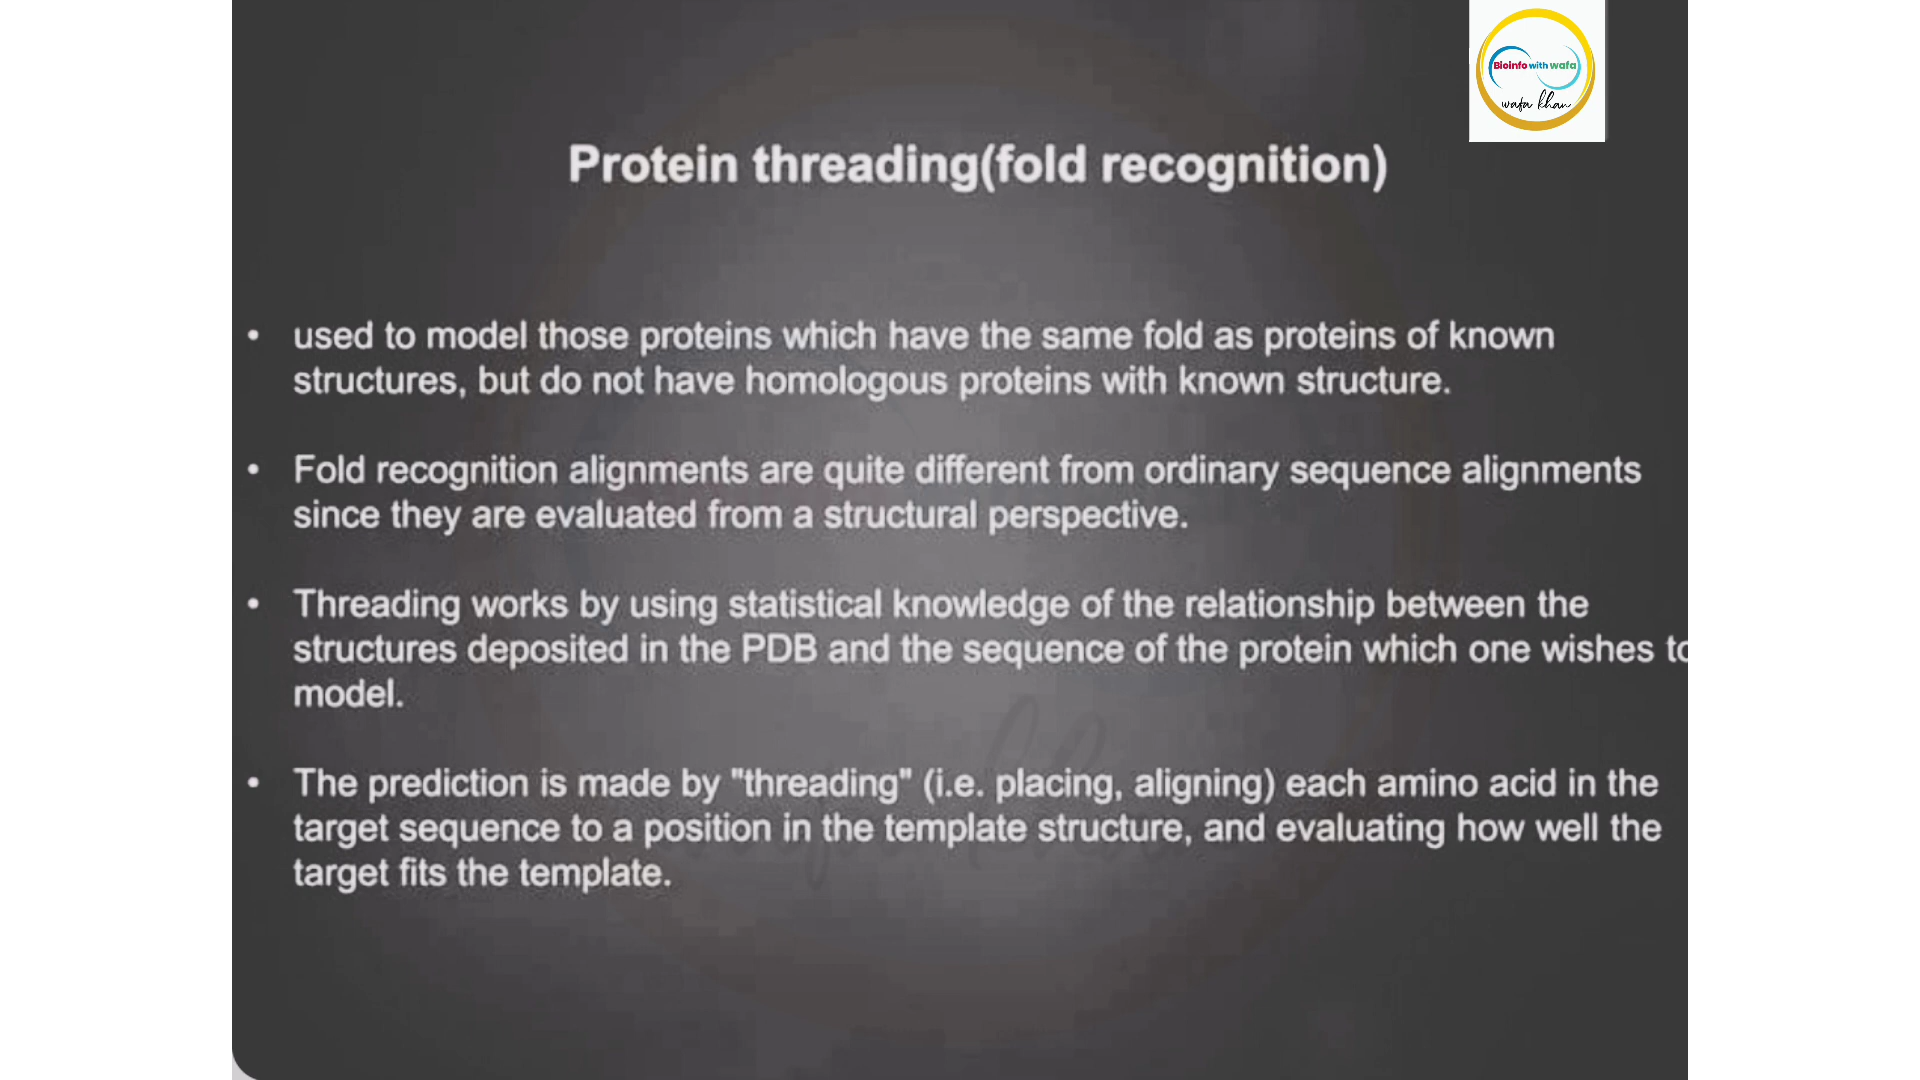 Bioinfo with wafa
wafa khan
Protein threading(fold recognition)
• used to model those proteins which have the same fold as proteins of known
structures, but do not have homologous proteins with known structure.
• Fold recognition alignments are quite different from ordinary sequence alignments
since they are evaluated from a structural perspective.
• Threading works by using statistical knowledge of the relationship between the
structures deposited in the PDB and the sequence of the protein which one wishes to
model.
• The prediction is made by "threading" (i.e. placing, aligning) each amino acid in the
target sequence to a position in the template structure, and evaluating how well the
target fits the template.